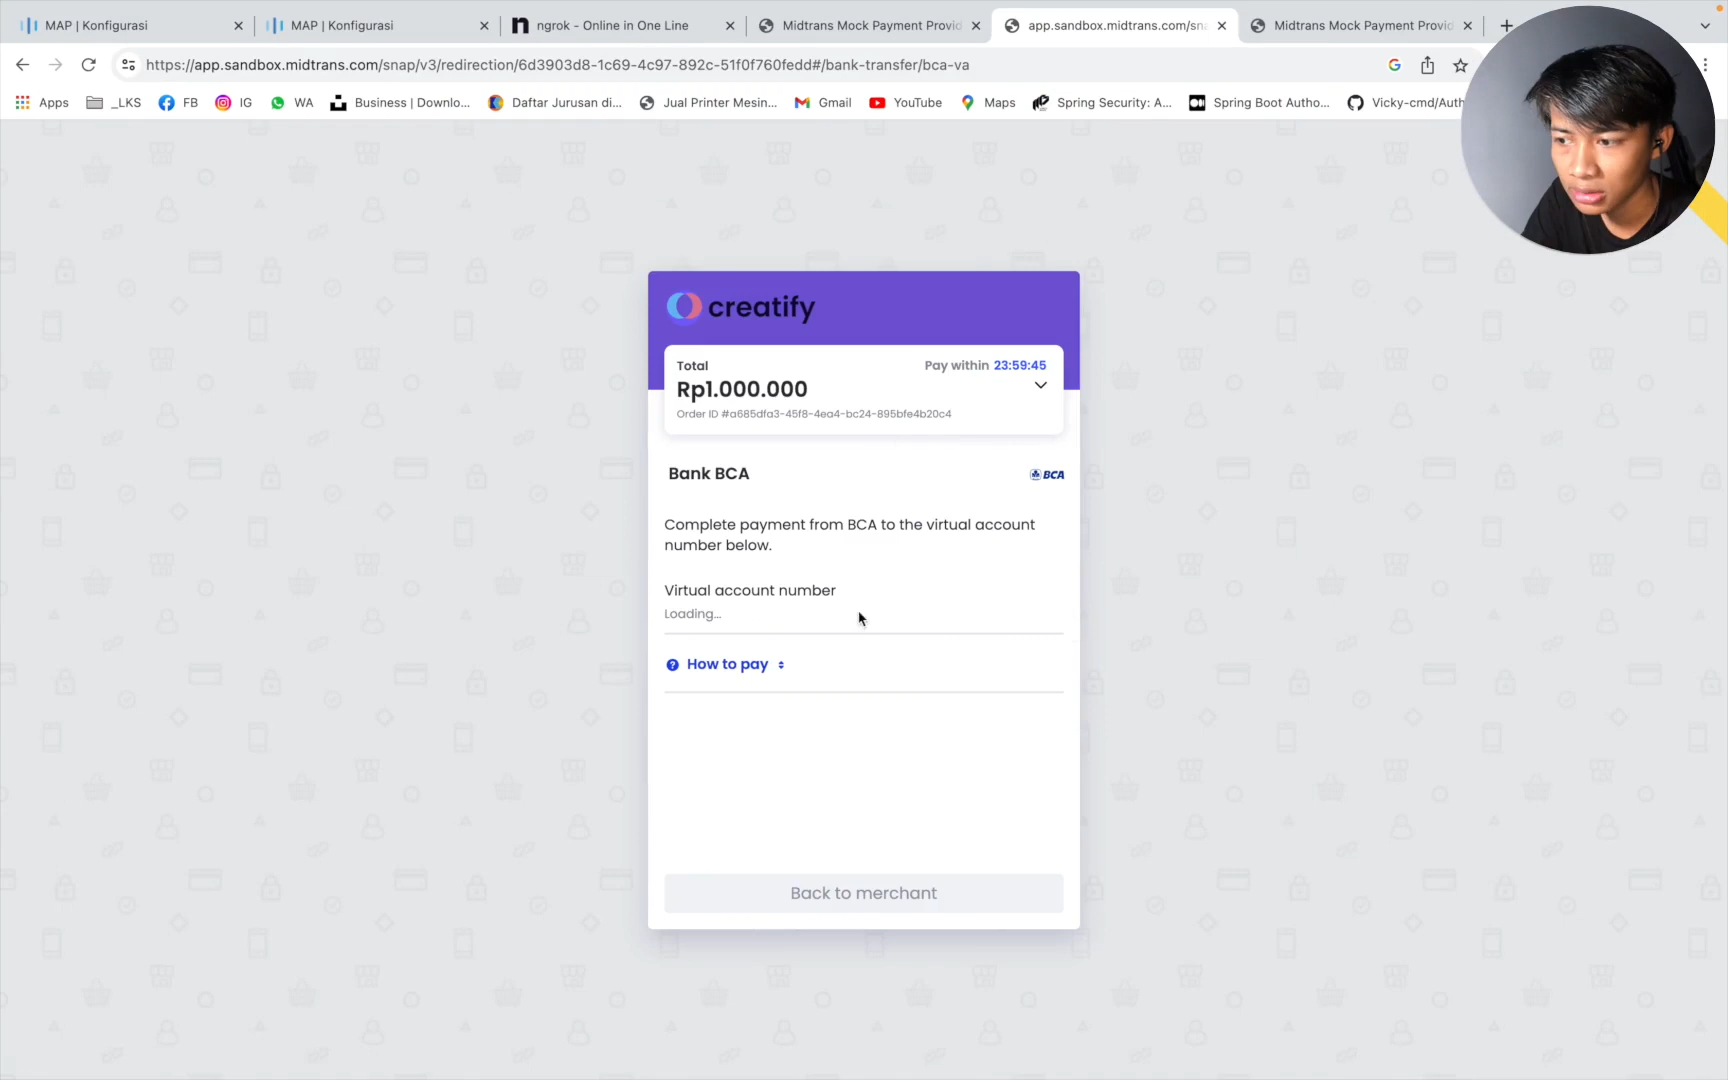 MAP | Konfigurasi
MAP | Konfigurasi
ngrok - Online in One Line
Midtrans Mock Payment Provid
app.sandbox.midtrans.com/sna
Midtrans Mock Payment Provid
https://app.sandbox.midtrans.com/snap/v3/redirection/6d3903d8-1c69-4c97-892c-51f0f760fedd#/bank-transfer/bca-va
Apps
_LKS
FB
IG
WA
Business | Downlo...
Daftar Jurusan di...
Jual Printer Mesin...
Gmail
YouTube
Maps
Spring Security: A...
Spring Boot Autho...
Vicky-cmd/Auth
creatify
Total
Pay within 23:59:45
Rp1.000.000
Order ID #a685dfa3-45f8-4ea4-bc24-895bfe4b20c4
Bank BCA
BCA
Complete payment from BCA to the virtual account
number below.
Virtual account number
Loading...
? How to pay
Back to merchant